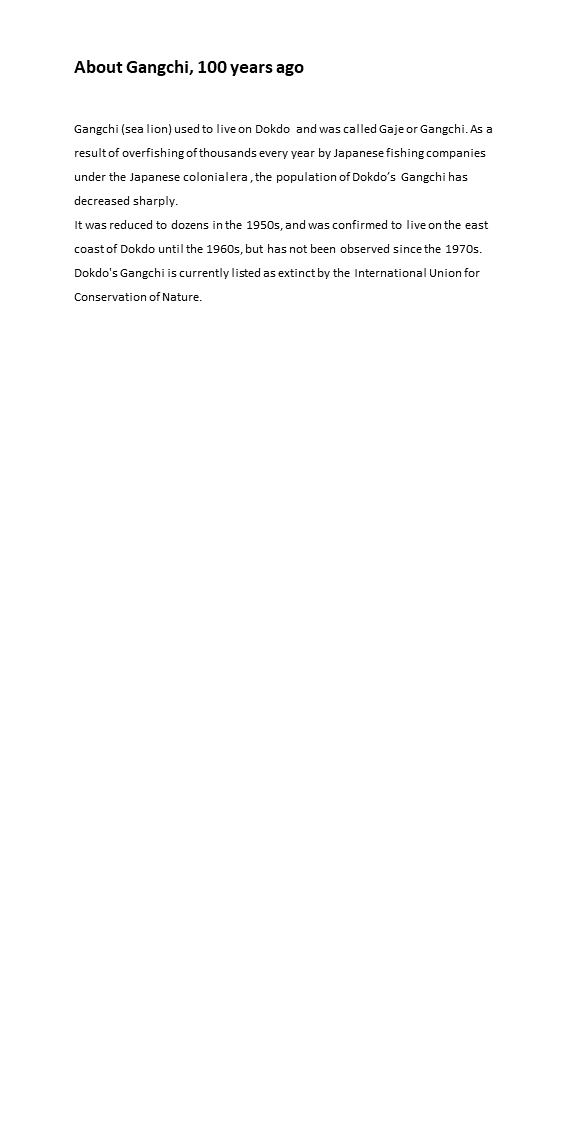 About Gangchi, 100 years ago
Gangchi (sea lion) used to live on Dokdo and was called Gaje or Gangchi. As a
result of overfishing of thousands every year by Japanese fishing companies
under the Japanese colonial era , the population of Dokdo’s Gangchi has
decreased sharply.
It was reduced to dozens in the 1950s, and was confirmed to live on the east
coast of Dokdo until the 1960s, but has not been observed since the 1970s.
Dokdo's Gangchi is currently listed as extinct by the International Union for
Conservation of Nature.